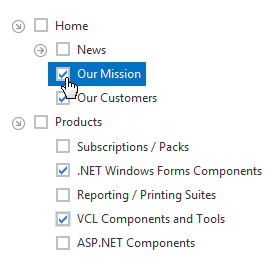 Home
News
Our Mission
Our Customers
Products
Subscriptions / Packs
.NET Windows Forms Components
Reporting / Printing Suites
VCL Components and Tools
ASP.NET Components